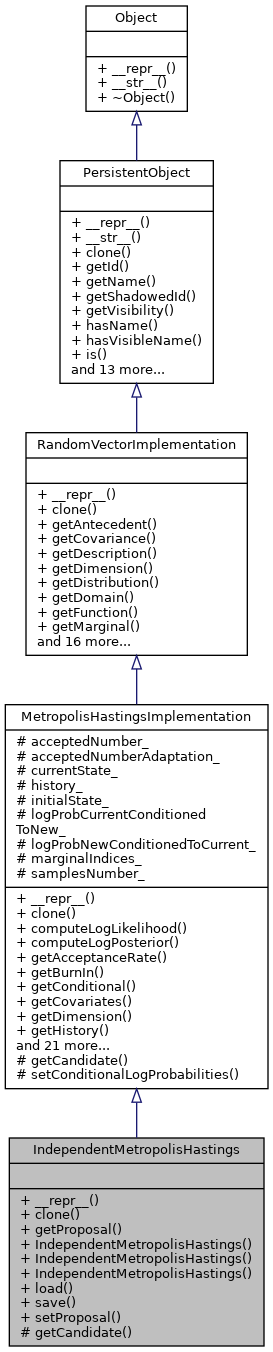 Object
+ __repr__()
+ __str__()
+ ~Object()
PersistentObject
+ __repr__()
+ __str__()
+ clone()
+ getId()
+ getName()
+ getShadowedId()
+ getVisibility()
+ hasName()
+ hasVisibleName()
+ is()
and 13 more...
RandomVectorImplementation
+ __repr__()
+ clone()
+ getAntecedent()
+ getCovariance()
+ getDescription()
+ getDimension()
+ getDistribution()
+ getDomain()
+ getFunction()
+ getMarginal()
and 16 more...
MetropolisHastingsImplementation
# acceptedNumber_
# acceptedNumberAdaptation_
# currentState_
# history_
# initialState_
# logProbCurrentConditioned
ToNew_
# logProbNewConditionedToCurrent_
# marginalIndices_
# samplesNumber_
+ __repr__()
+ clone()
+ computeLogLikelihood()
+ computeLogPosterior()
+ getAcceptanceRate()
+ getBurnIn()
+ getConditional()
+ getCovariates()
+ getDimension()
+ getHistory()
and 21 more...
# getCandidate()
# setConditionalLogProbabilities()
IndependentMetropolisHastings
+ __repr__()
+ clone()
+ getProposal()
+ IndependentMetropolisHastings()
+ IndependentMetropolisHastings()
+ IndependentMetropolisHastings()
+ load()
+ save()
+ setProposal()
# getCandidate()